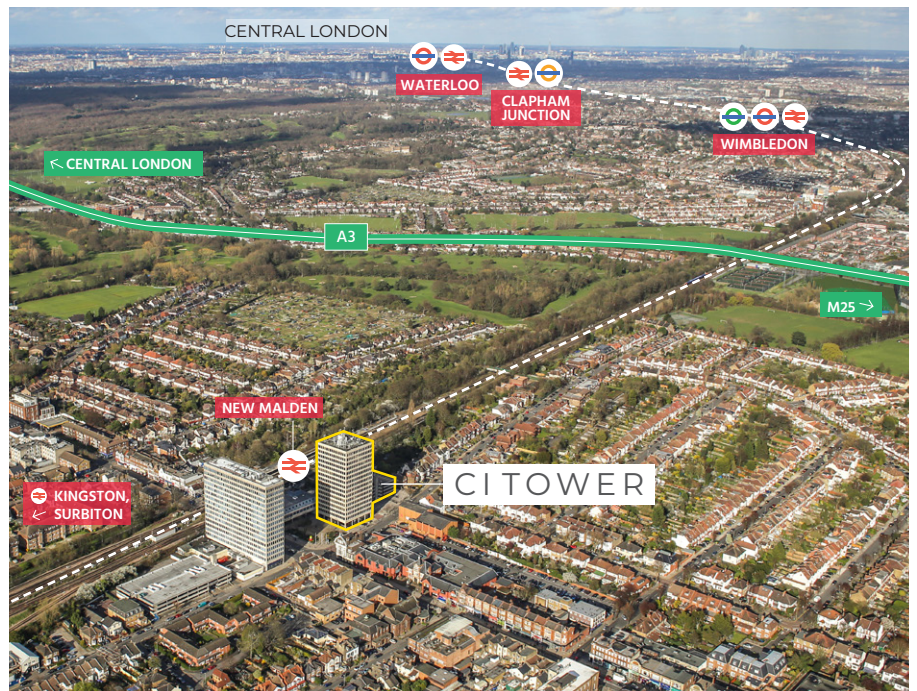 CENTRAL LONDON
WATERLOO
CLAPHAM
JUNCTION
WIMBLEDON
← CENTRAL LONDON
A3
M25 →
NEW MALDEN
CI TOWER
KINGSTON,
← SURBITON